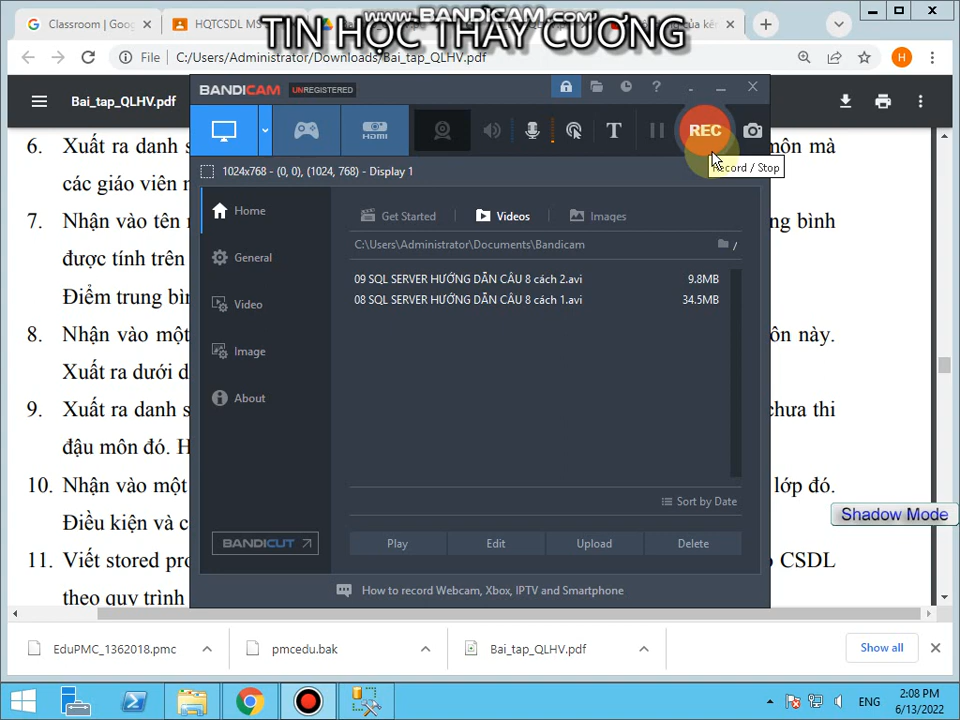 www.BANDICAM.com
TIN HỌC THẦY CƯƠNG
Classroom | Goo
HQTCSDL MS
File C:/Users/Administrator/Downloads/Bai_tap_QLHV.pdf
Bai_tap_QLHV.pdf
BANDICAM UNREGISTERED
HDMI
T
REC
Record / Stop
1024x768 - (0, 0), (1024, 768) - Display 1
Home
General
Video
Image
About
BANDICUT
Get Started
Videos
Images
C:\Users\Administrator\Documents\Bandicam
/
09 SQL SERVER HƯỚNG DẪN CÂU 8 cách 2.avi 9.8MB
08 SQL SERVER HƯỚNG DẪN CÂU 8 cách 1.avi 34.5MB
Sort by Date
Play Edit Upload Delete
How to record Webcam, Xbox, IPTV and Smartphone
6. Xuất ra danh s
môn mà
các giáo viên
7. Nhận vào tên
ng bình
được tính trên
Điểm trung bì
8. Nhận vào một
ôn này.
Xuất ra dưới d
9. Xuất ra danh s
chưa thi
đậu môn đó. H
10. Nhận vào một
lớp đó.
Điều kiện và c
11. Viết stored pro
CSDL
theo quy trình
Shadow Mode
EduPMC_1362018.pmc
pmcedu.bak
Bai_tap_QLHV.pdf
Show all
ENG
2:08 PM
6/13/2022